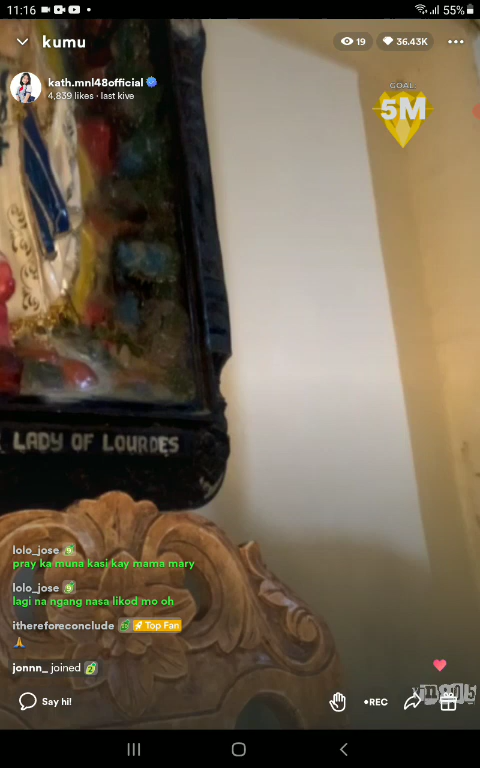 11:16
55%
kumu
19
36.43K
kath.mnl48official
4,839 likes · last kive
GOAL:
5M
LADY OF LOURDES
lolo_jose
pray ka muna kasi kay mama mary
lolo_jose
lagi na ngang nasa likod mo oh
ithereforeconclude Top Fan
jonnn_ joined
Say hi!
•REC